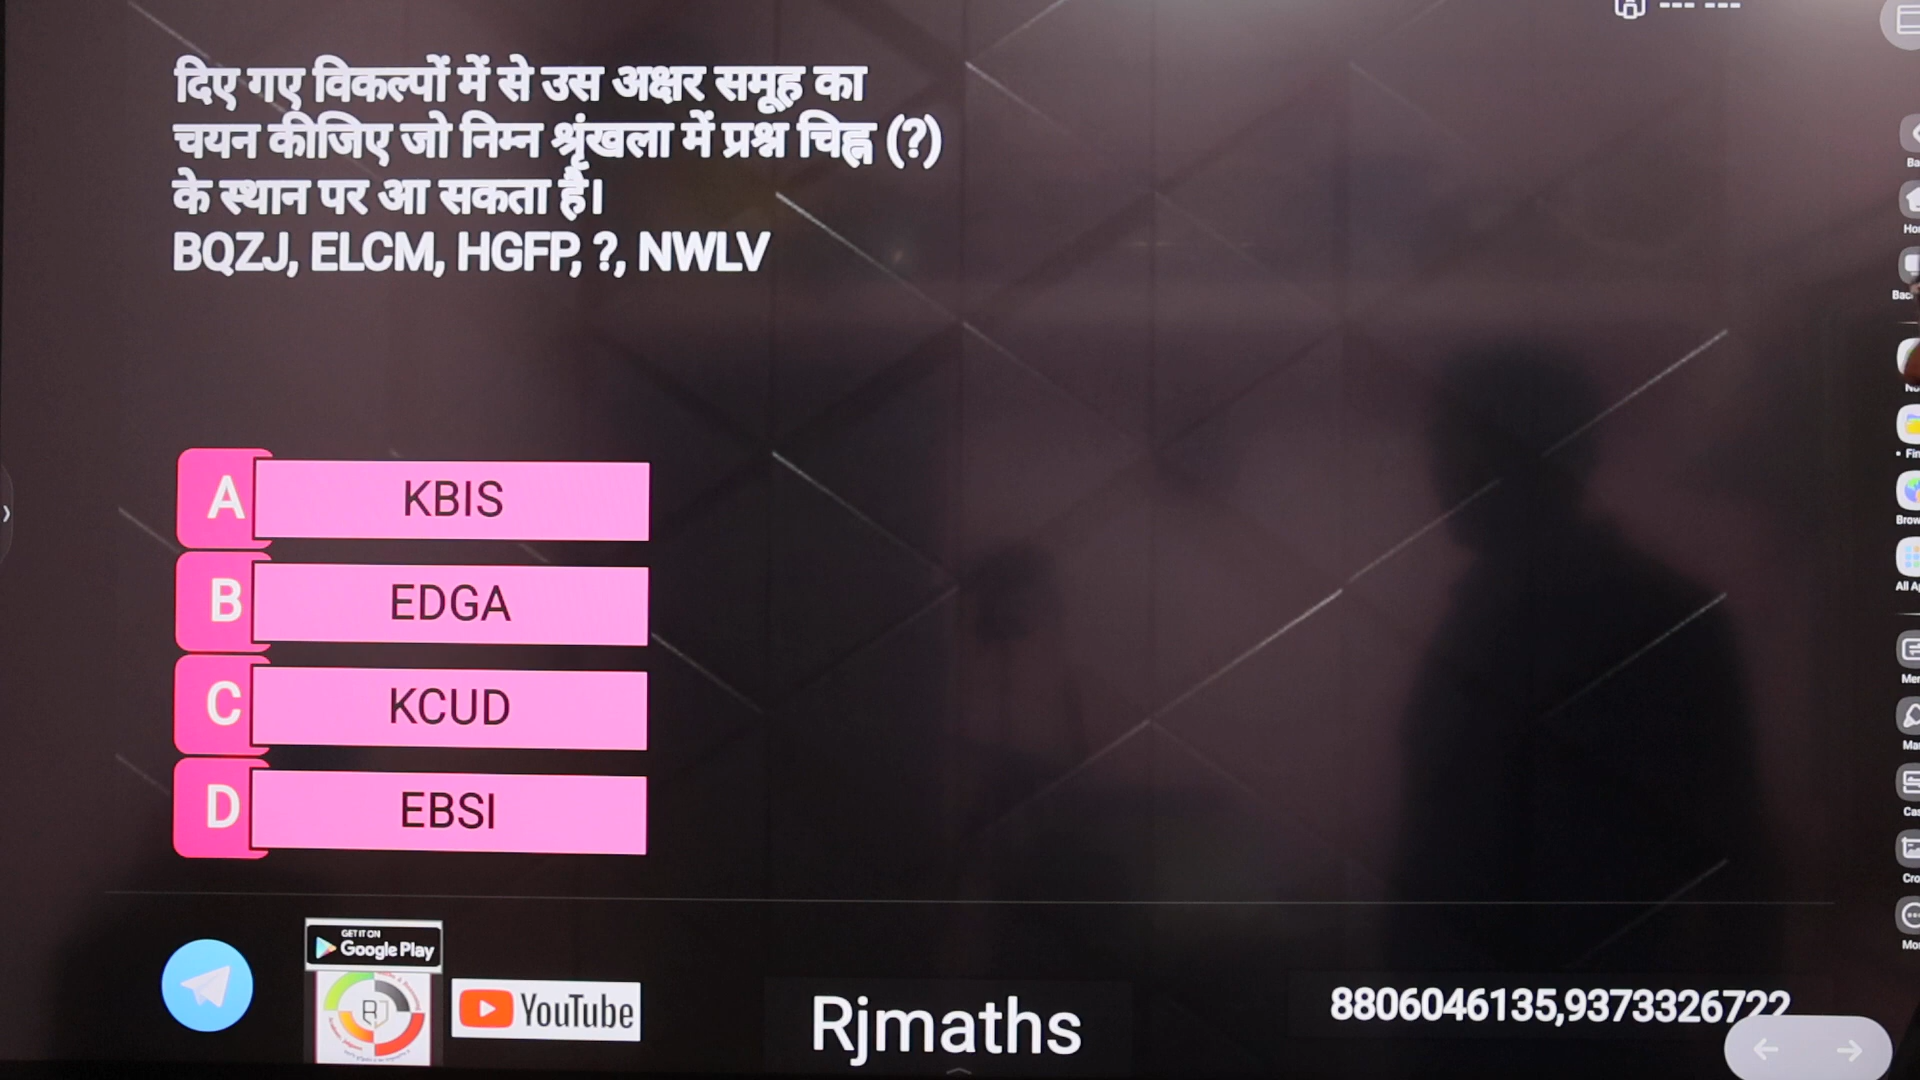 दिए गए विकल्पों में से उस अक्षर समूह का
चयन कीजिए जो निम्न श्रृंखला में प्रश्न चिह्न (?)
के स्थान पर आ सकता है।
BQZJ, ELCM, HGFP, ?, NWLV
A KBIS
B EDGA
C KCUD
D EBSI
GET IT ON
Google Play
RJ
YouTube
Rjmaths
8806046135,9373326722